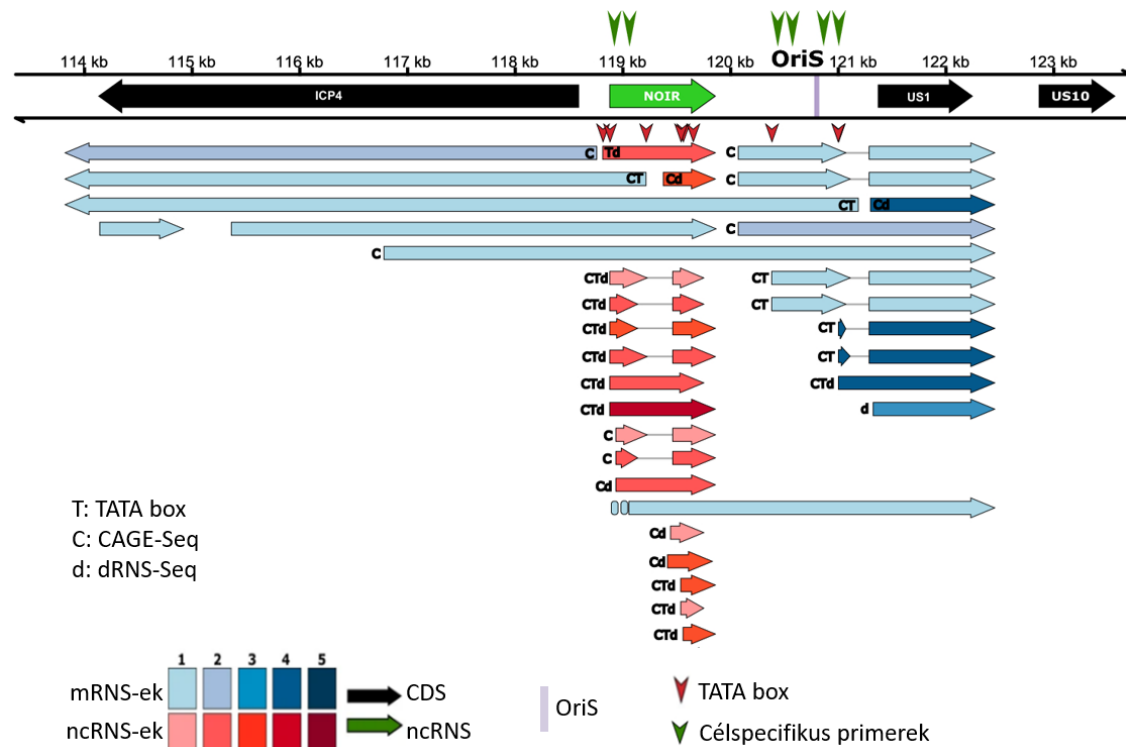 114 kb 115 kb 116 kb 117 kb 118 kb 119 kb 120 kb 121 kb 122 kb 123 kb
OriS
ICP4 NOIR US1 US10
C Td C
CT Cd C
CT Cd
C
C
CTd CT
CTd CT
CTd CT
CTd CT
CTd CTd
CTd d
C
C
Cd
Cd
Cd
CTd
CTd
CTd
T: TATA box
C: CAGE-Seq
d: dRNS-Seq
1 2 3 4 5
mRNS-ek CDS
ncRNS-ek ncRNS
OriS
TATA box
Célspecifikus primerek